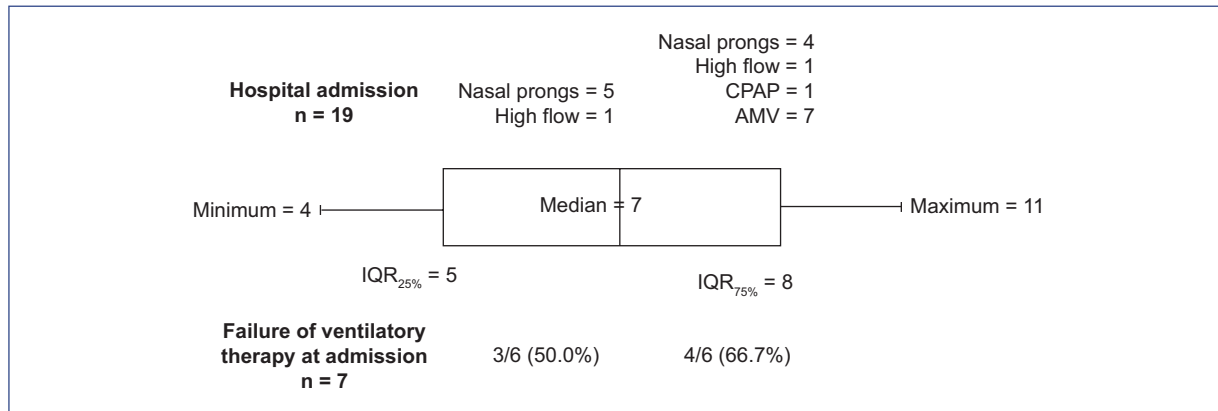 Hospital admission
n = 19
Nasal prongs = 5
High flow = 1
Nasal prongs = 4
High flow = 1
CPAP = 1
AMV = 7
Minimum = 4
Median = 7
Maximum = 11
IQR25% = 5
IQR75% = 8
Failure of ventilatory
therapy at admission
n = 7
3/6 (50.0%)
4/6 (66.7%)